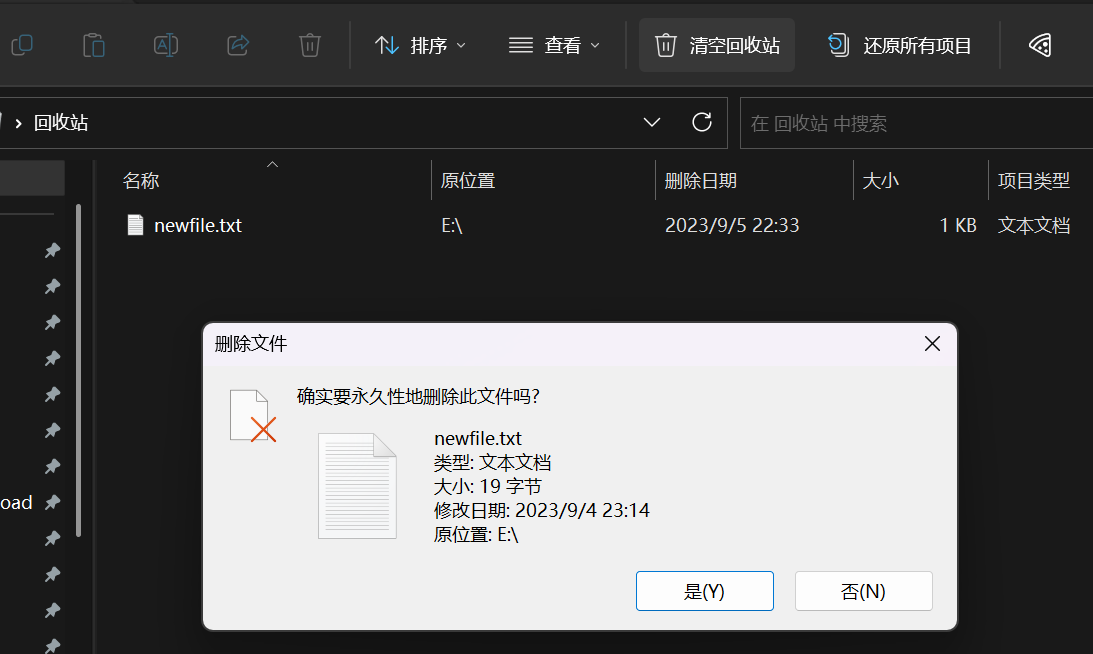 排序 查看 清空回收站 还原所有项目
回收站 在 回收站 中搜索
名称 原位置 删除日期 大小 项目类型
newfile.txt E:\ 2023/9/5 22:33 1 KB 文本文档
oad
删除文件
确实要永久性地删除此文件吗?
newfile.txt
类型: 文本文档
大小: 19 字节
修改日期: 2023/9/4 23:14
原位置: E:\
是(Y) 否(N)